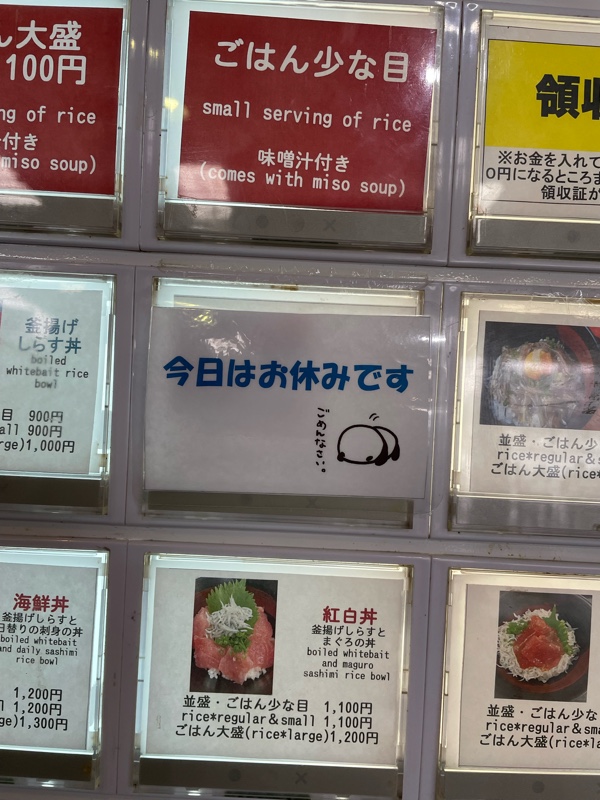 ん大盛
100円
ng of rice
付き
miso soup)
ごはん少な目
small serving of rice
味噌汁付き
(comes with miso soup)
領収
※お金を入れて
0円になるところま
領収証が
釜揚げ
しらす丼
boiled
whitebait rice
bowl
目 900円
all 900円
arge)1,000円
今日はお休みです
ごめんなさい。
並盛・ごはん少
rice*regular&s
ごはん大盛(rice*
海鮮丼
釜揚げしらすと
日替りの刺身の丼
boiled whitebait
and daily sashimi
rice bowl
1,200円
l 1,200円
ge)1,300円
紅白丼
釜揚げしらすと
まぐろの丼
boiled whitebait
and maguro
sashimi rice bowl
並盛・ごはん少な目 1,100円
rice*regular&small 1,100円
ごはん大盛(rice*large)1,200円
並盛・ごはん少な
rice*regular&sma
ごはん大盛(rice*la